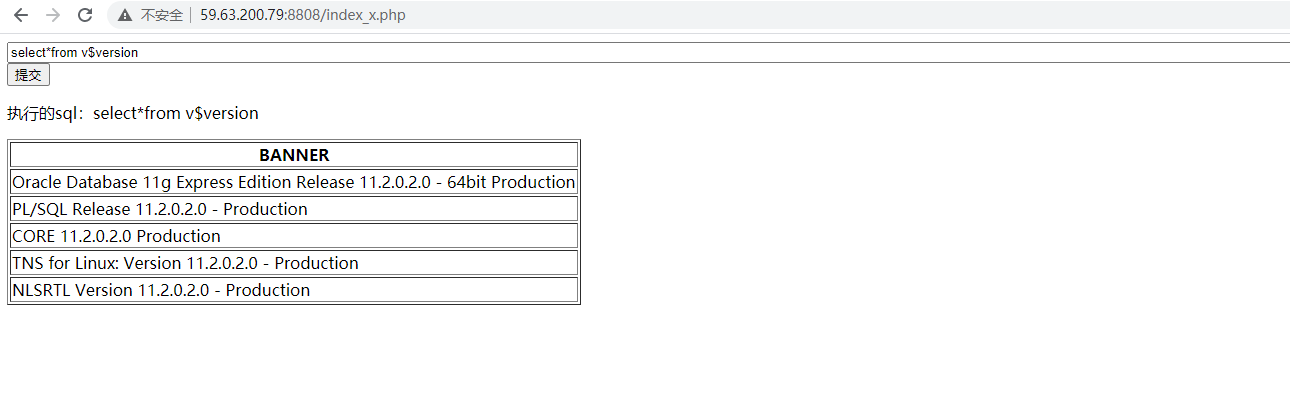 不安全 59.63.200.79:8808/index_x.php
select*from v$version
提交
执行的sql：select*from v$version
BANNER
Oracle Database 11g Express Edition Release 11.2.0.2.0 - 64bit Production
PL/SQL Release 11.2.0.2.0 - Production
CORE 11.2.0.2.0 Production
TNS for Linux: Version 11.2.0.2.0 - Production
NLSRTL Version 11.2.0.2.0 - Production